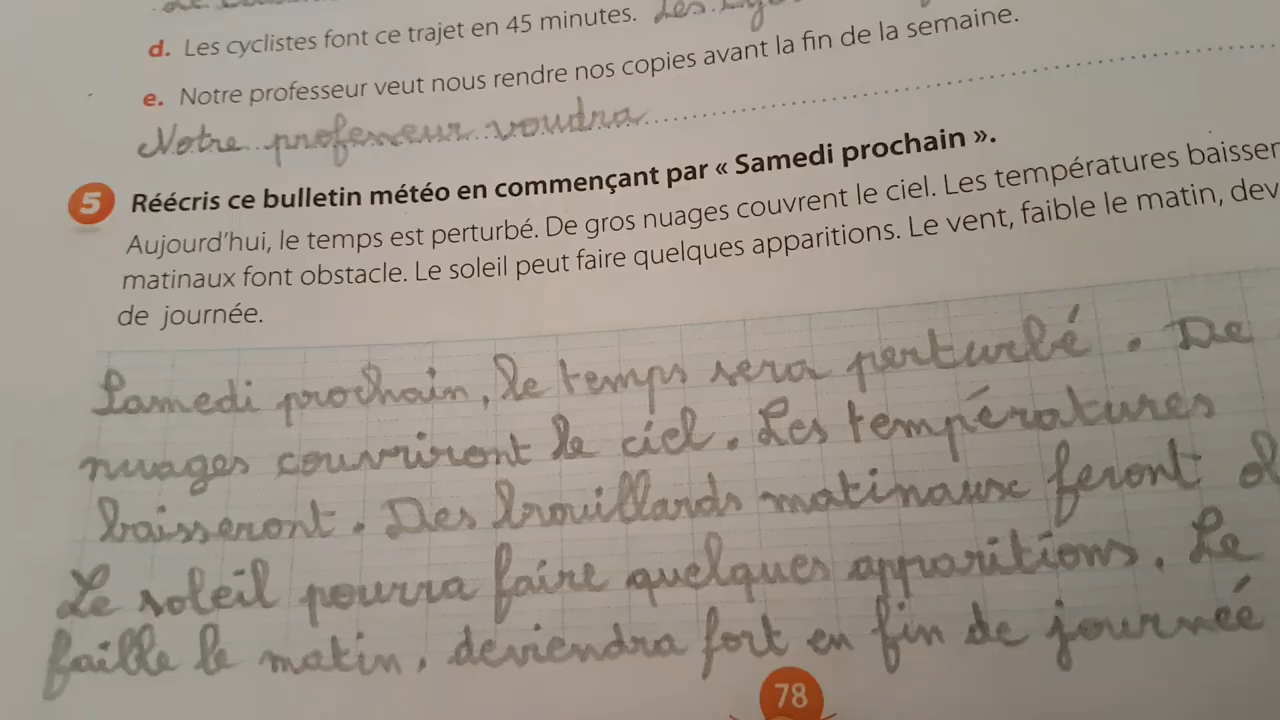 d. Les cyclistes font ce trajet en 45 minutes. Les
e. Notre professeur veut nous rendre nos copies avant la fin de la semaine.
Notre professeur voudra
5 Réécris ce bulletin météo en commençant par « Samedi prochain ».
Aujourd'hui, le temps est perturbé. De gros nuages couvrent le ciel. Les températures baissen
matinaux font obstacle. Le soleil peut faire quelques apparitions. Le vent, faible le matin, dev
de journée.
Samedi prochain, le temps sera perturbé. De
nuages couvriront le ciel. Les températures
baisseront. Des brouillards matinaux feront
Le soleil pourra faire quelques apparitions. Le
faible le matin, deviendra fort en fin de journéé
78